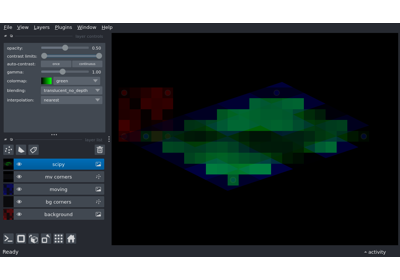 File View Layers Plugins Window Help
opacity: 0.50
contrast limits:
auto-contrast: once continuous
gamma: 1.00
colormap: green
blending: translucent_no_depth
interpolation: nearest
scipy
mv corners
moving
bg corners
background
Ready activity